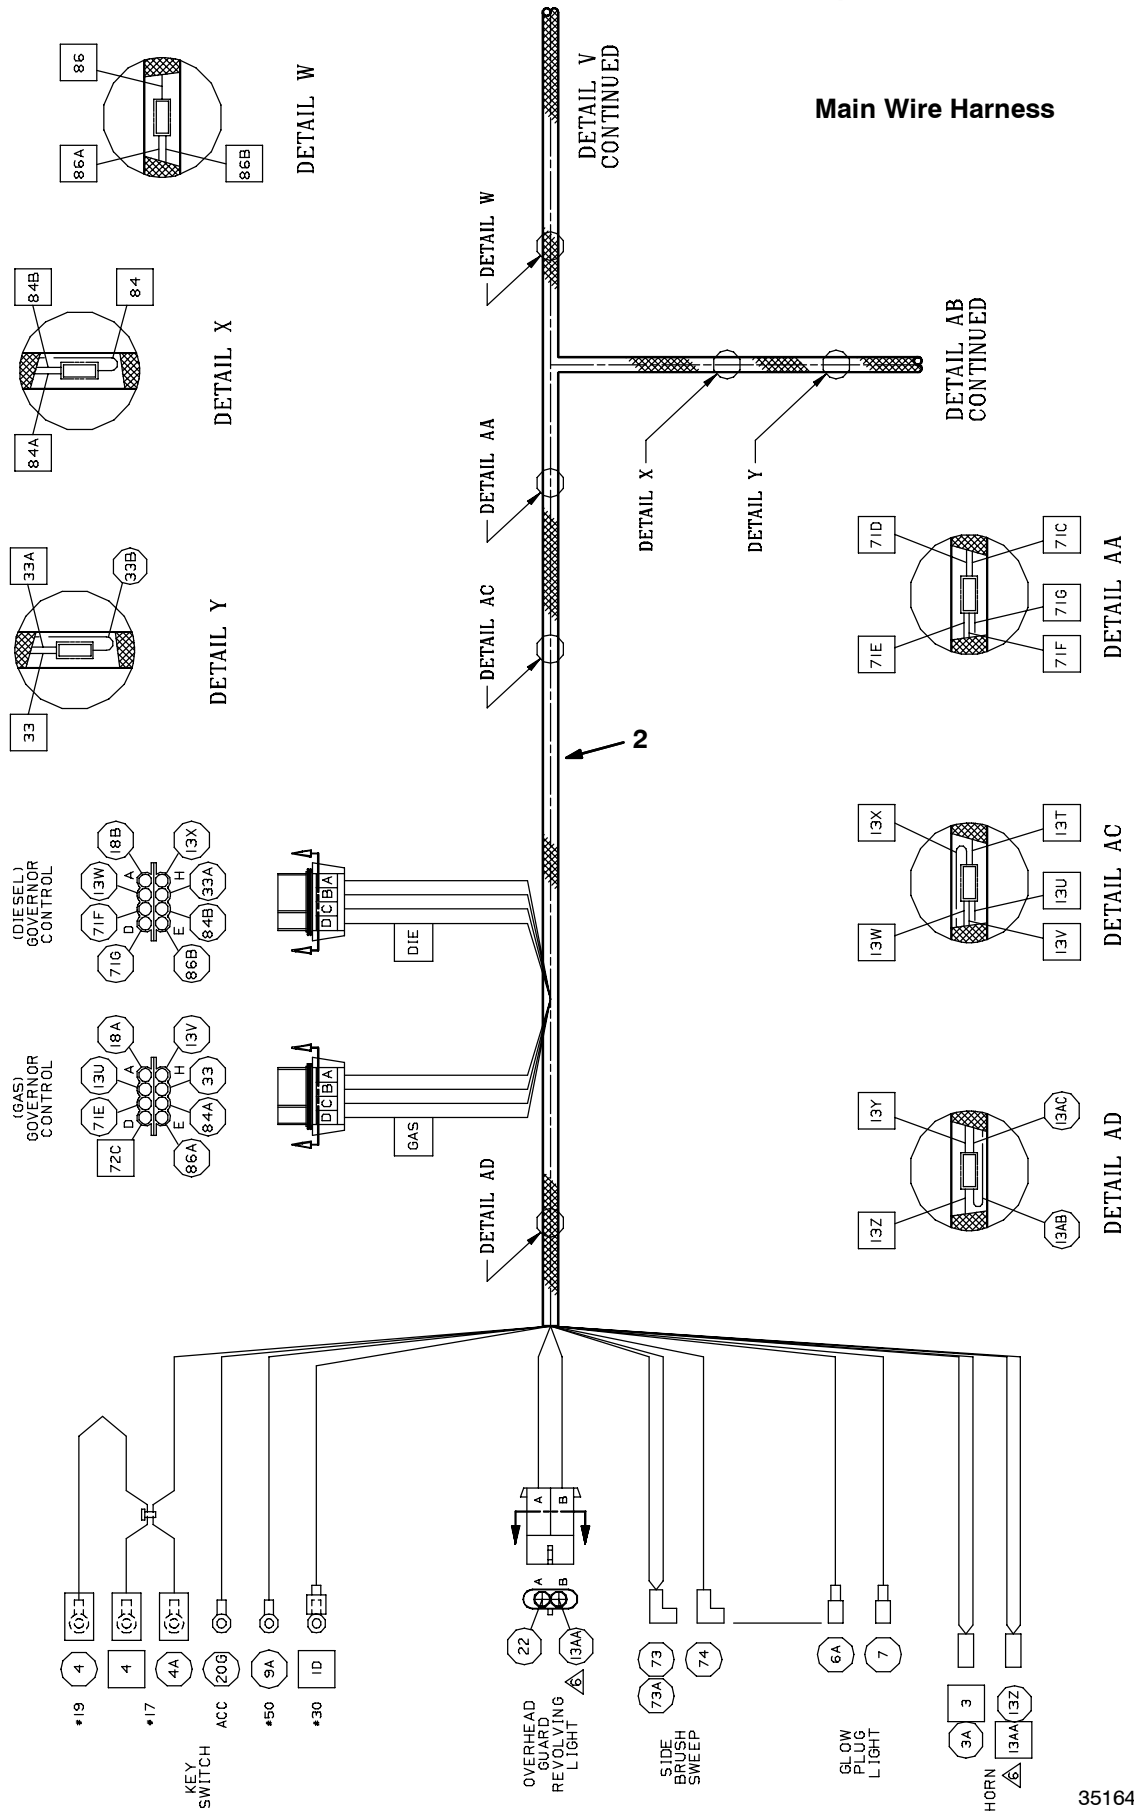 Main Wire Harness
86
86A
86B
DETAIL W
84B
84
84A
DETAIL X
33A
33B
33
DETAIL Y
DETAIL V
CONTINUED
DETAIL W
DETAIL AB
CONTINUED
DETAIL AA
DETAIL X
DETAIL Y
DETAIL AC
2
71D
71C
71E
71G
71F
DETAIL AA
13X
13T
13W
13U
13V
DETAIL AC
13Y
13AC
13Z
13AB
DETAIL AD
(DIESEL)
GOVERNOR
CONTROL
18B
13W
71F
71G
A
D
H
E
13X
33A
84B
86B
D C B A
DIE
(GAS)
GOVERNOR
CONTROL
18A
13U
71E
72C
A
D
H
E
13V
33
84A
86A
D C B A
GAS
DETAIL AD
KEY
SWITCH
#19
4
#17
4
4A
ACC
20G
#50
9A
#30
1D
OVERHEAD
GUARD
REVOLVING
LIGHT
6
22
13AA
A
B
A
B
SIDE
BRUSH
SWEEP
73
73A
74
GLOW
PLUG
LIGHT
6A
7
HORN
6
3
3A
13Z
13AA
35164